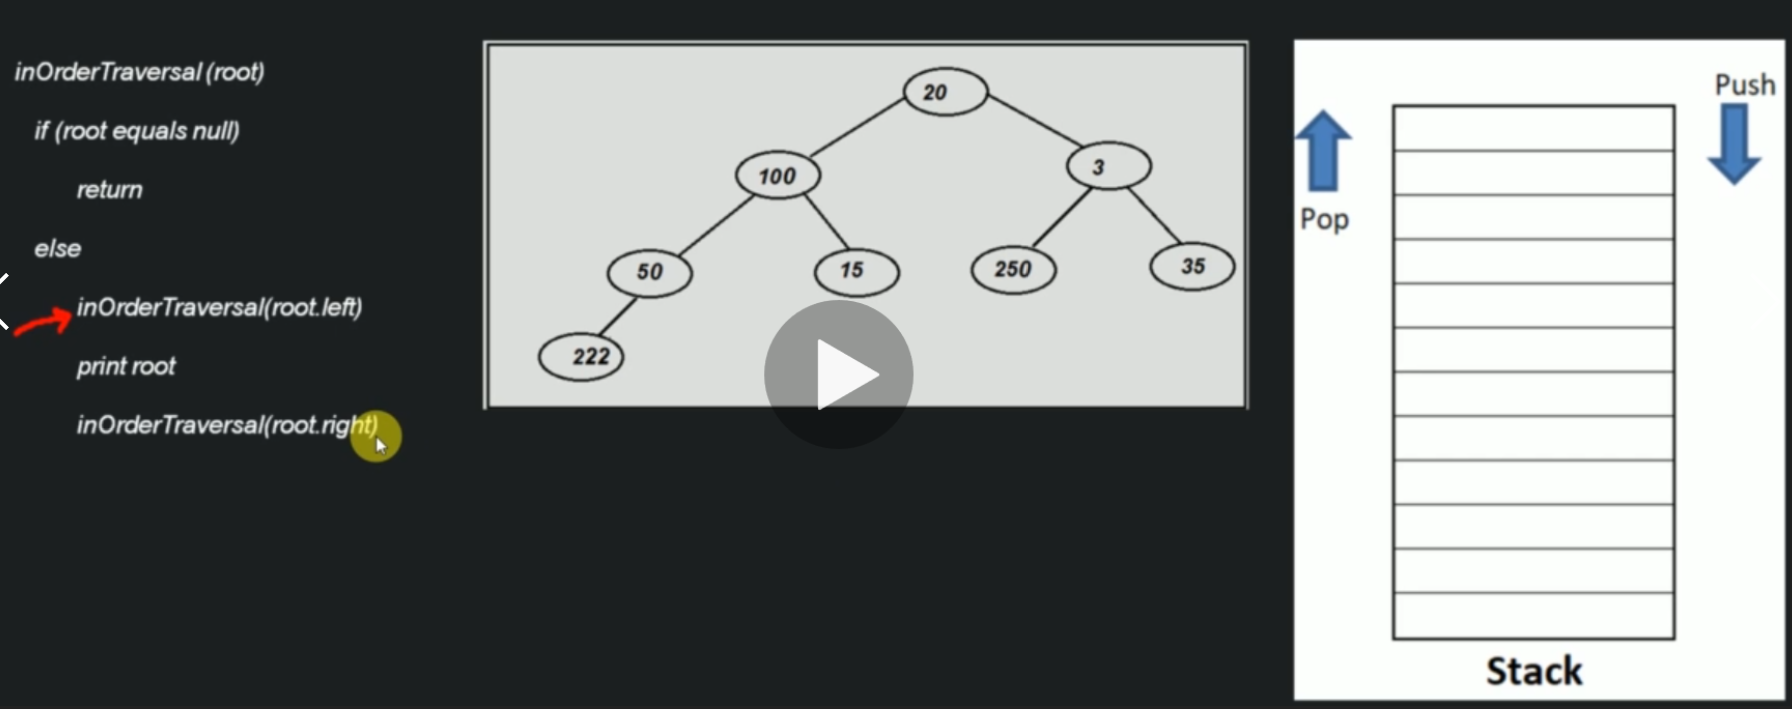 inOrderTraversal (root)
if (root equals null)
return
else
inOrderTraversal(root.left)
print root
inOrderTraversal(root.right)
20
100
3
50
15
250
35
222
Push
Pop
Stack